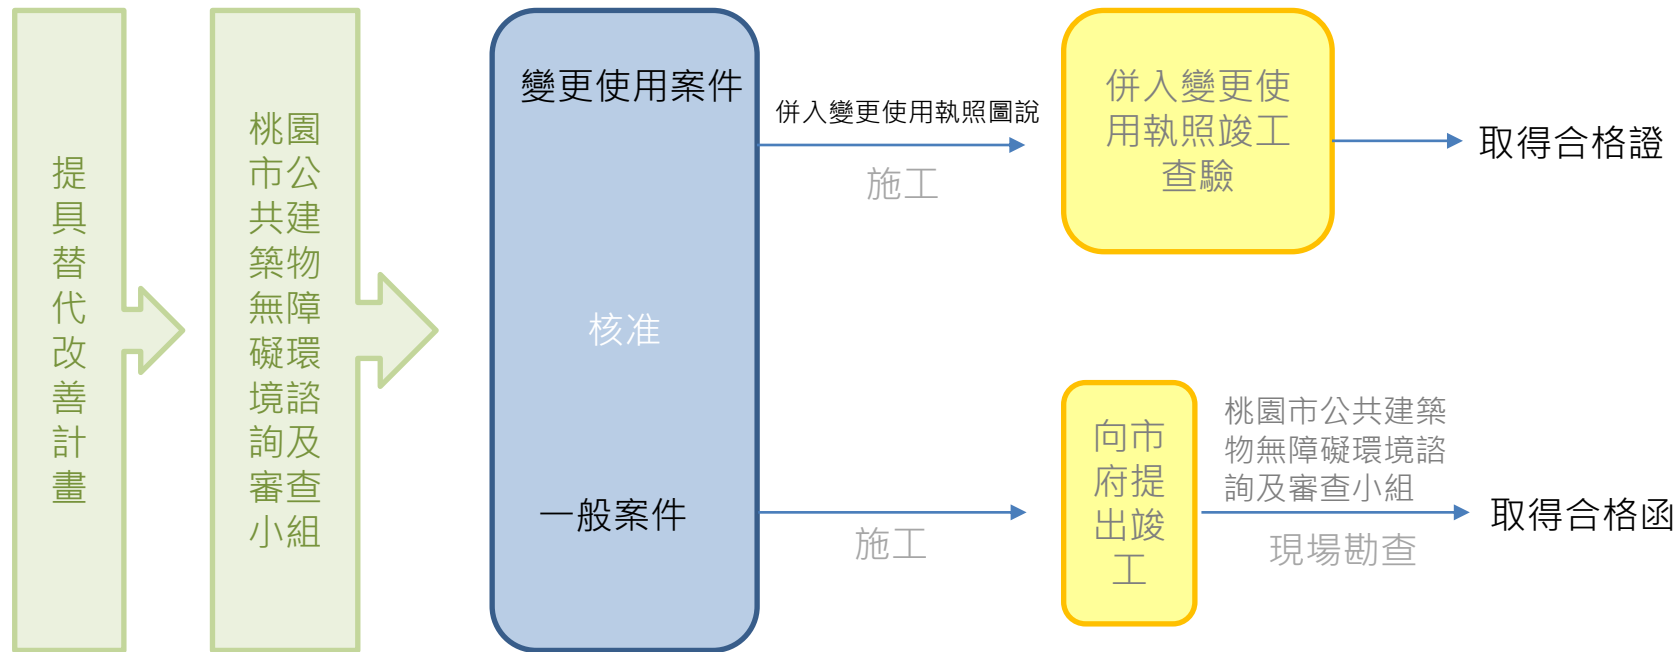 提
具
替
代
改
善
計
畫
桃園
市公
共建
築物
無障
礙環
境諮
詢及
審查
小組
變更使用案件
核准
一般案件
併入變更使用執照圖說
施工
併入變更使
用執照竣工
查驗
取得合格證
施工
向市
府提
出竣
工
桃園市公共建築
物無障礙環境諮
詢及審查小組
現場勘查
取得合格函